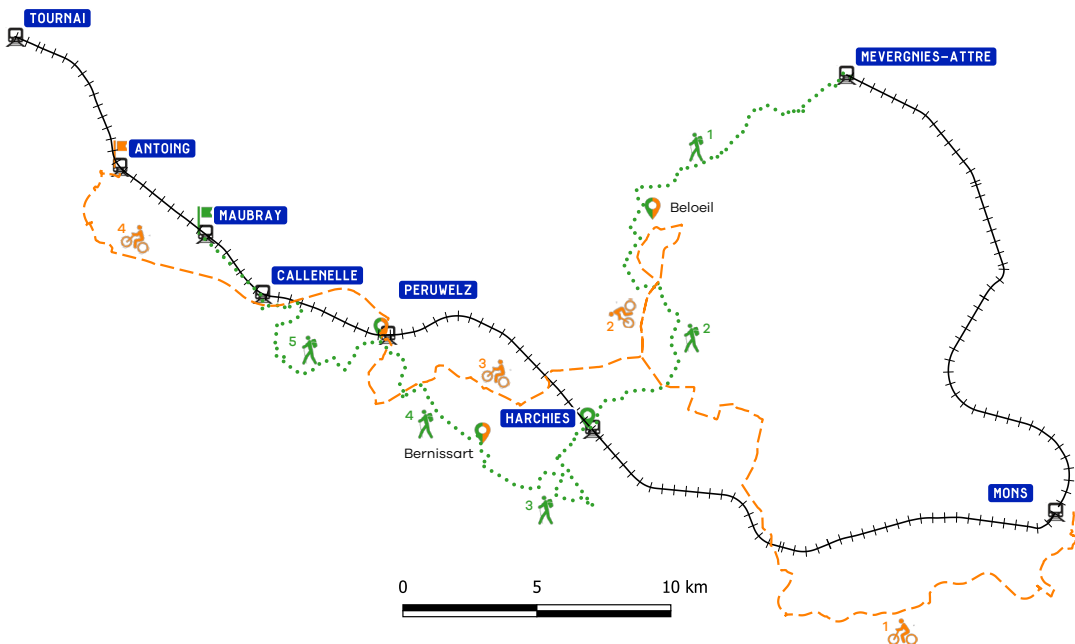 TOURNAI
MEVERGNIES-ATTRE
1
ANTOING
Beloeil
MAUBRAY
4
CALLENELLE
PERUWELZ
2
2
5
3
4
HARCHIES
Bernissart
MONS
3
0 5 10 km
1